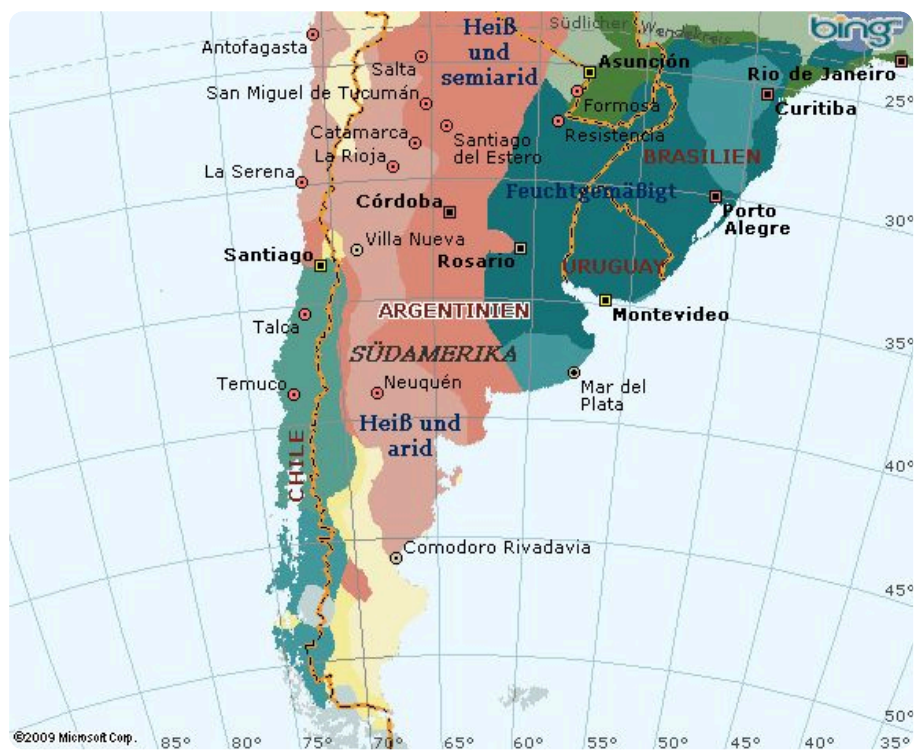 Südlicher Wendekreis
bing
Antofagasta
Heiß
und
semiarid
Asunción
Rio de Janeiro
Salta
25°
San Miguel de Tucumán
Formosa
Curitiba
Catamarca
Santiago
del Estero
Resistencia
La Rioja
BRASILIEN
La Serena
Feuchtgemäßigt
Córdoba
Porto
Alegre
30°
Villa Nueva
Santiago
Rosario
URUGUAY
ARGENTINIEN
Montevideo
Talca
35°
SÜDAMERIKA
Temuco
Neuquén
Mar del
Plata
Heiß und
arid
CHILE
40°
Comodoro Rivadavia
45°
50°
©2009 Microsoft Corp.
85° 80° 75° 70° 65° 60° 55° 50° 45° 40° 35°